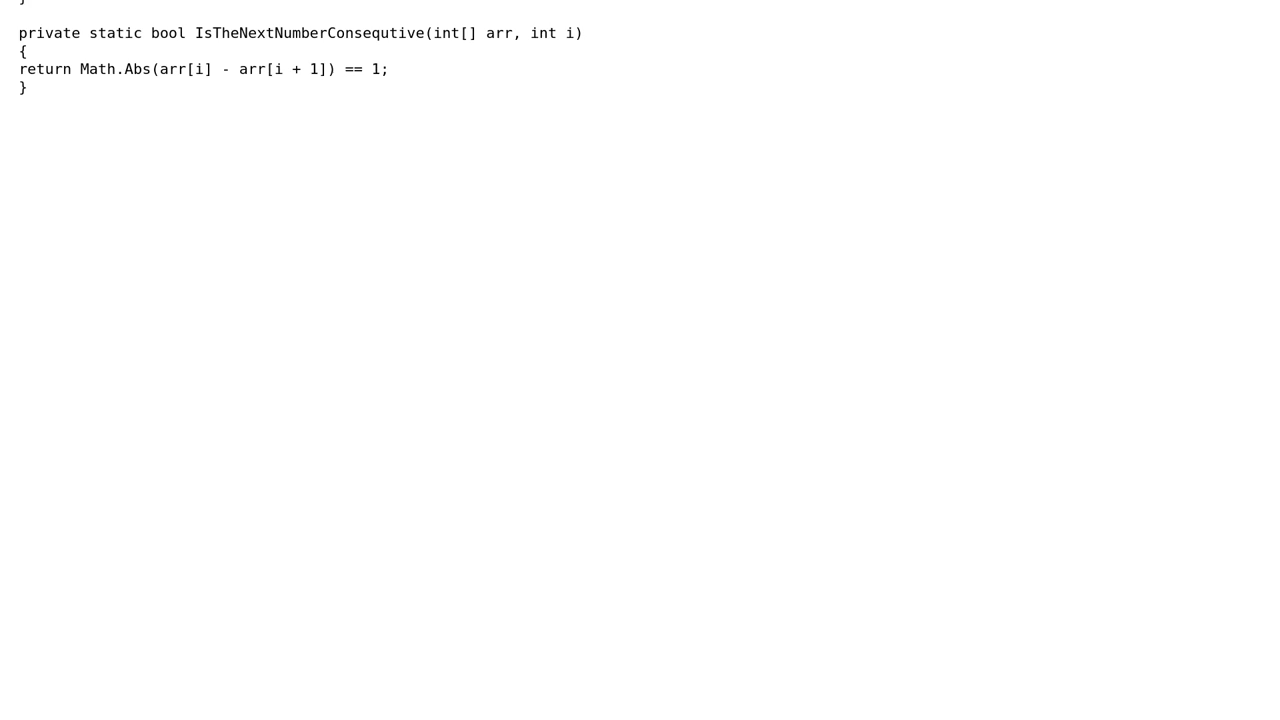 }
private static bool IsTheNextNumberConsequtive(int[] arr, int i)
{
return Math.Abs(arr[i] - arr[i + 1]) == 1;
}